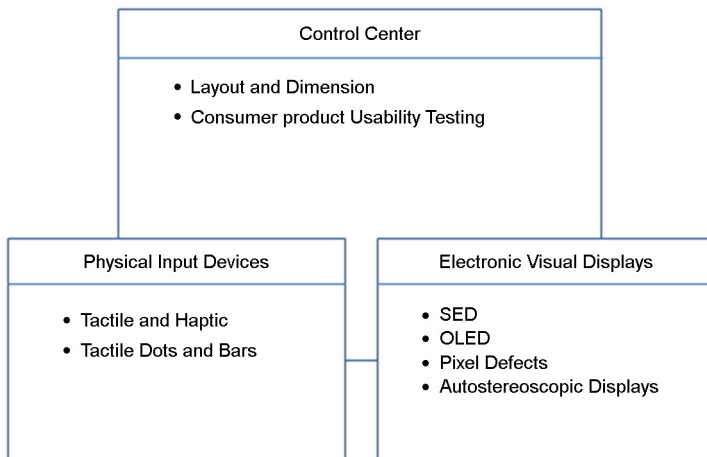 Control Center
• Layout and Dimension
• Consumer product Usability Testing
Physical Input Devices
• Tactile and Haptic
• Tactile Dots and Bars
Electronic Visual Displays
• SED
• OLED
• Pixel Defects
• Autostereoscopic Displays